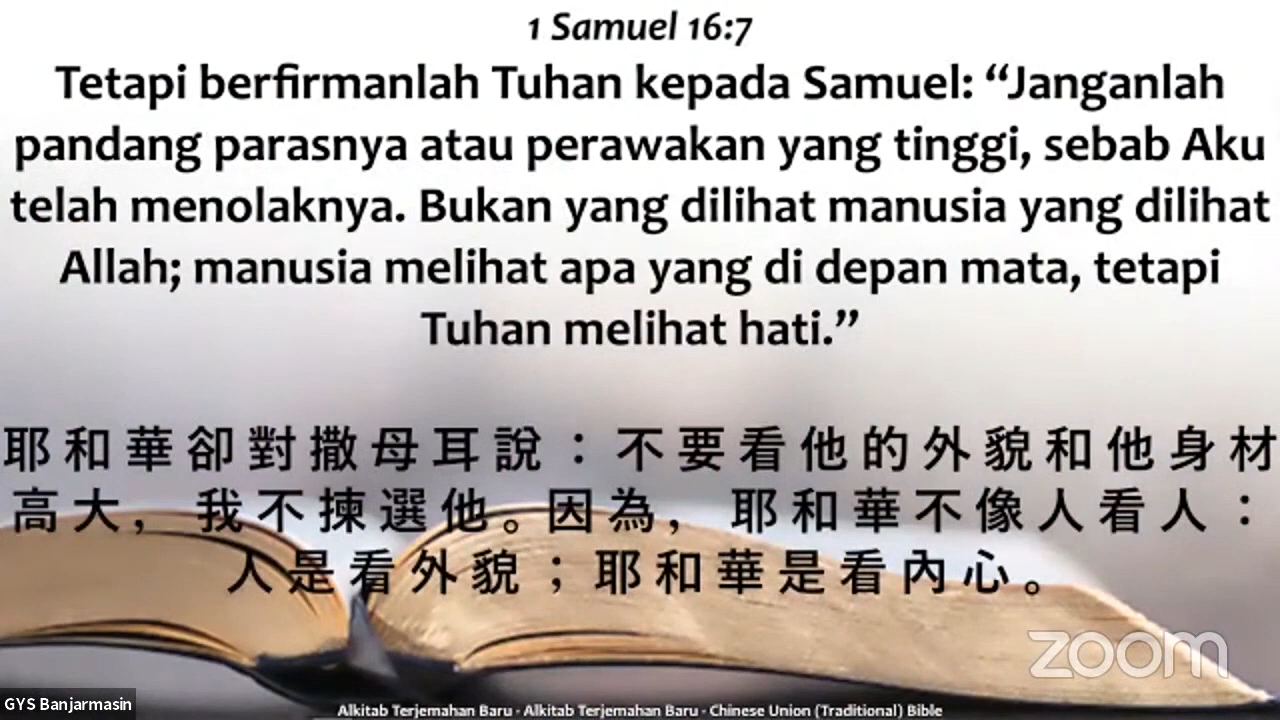 1 Samuel 16:7
Tetapi berfirmanlah Tuhan kepada Samuel: “Janganlah
pandang parasnya atau perawakan yang tinggi, sebab Aku
telah menolaknya. Bukan yang dilihat manusia yang dilihat
Allah; manusia melihat apa yang di depan mata, tetapi
Tuhan melihat hati.”
耶和華卻對撒母耳說：不要看他的外貌和他身材
高大，我不揀選他。因為，耶和華不像人看人：
人是看外貌；耶和華是看內心。
zoom
GYS Banjarmasin
Alkitab Terjemahan Baru - Alkitab Terjemahan Baru - Chinese Union (Traditional) Bible